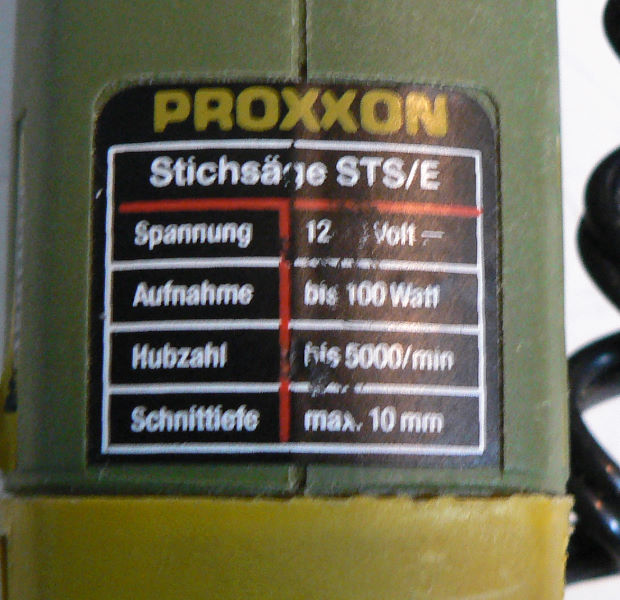 PROXXON
Stichsäge STS/E
Spannung 12 Volt ⎓
Aufnahme bis 100 Watt
Hubzahl bis 5000/min
Schnittiefe max. 10 mm